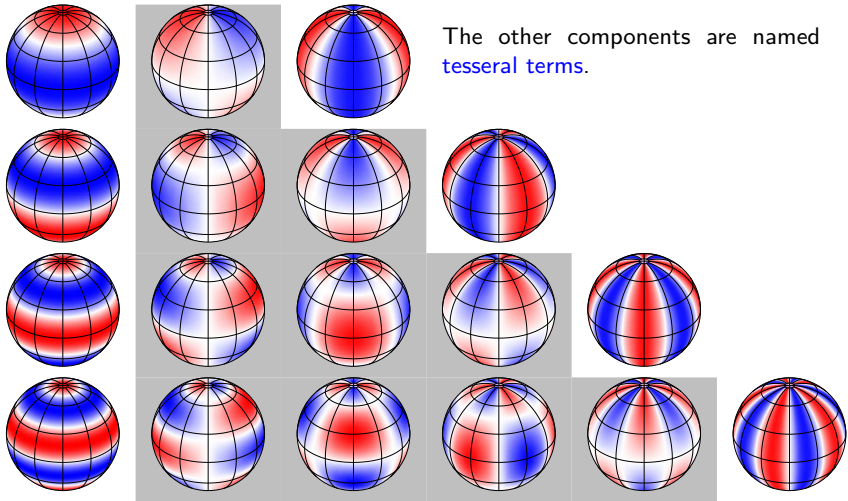 The other components are named
tesseral terms.